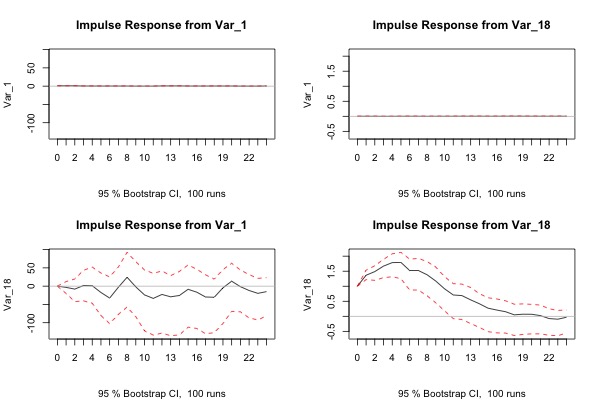 Impulse Response from Var_1
Var_1
-100
0
50
0 2 4 6 8 10 13 16 19 22
95 % Bootstrap CI, 100 runs
Impulse Response from Var_18
Var_1
-0.5
0.5
1.5
0 2 4 6 8 10 13 16 19 22
95 % Bootstrap CI, 100 runs
Impulse Response from Var_1
Var_18
-100
0
50
0 2 4 6 8 10 13 16 19 22
95 % Bootstrap CI, 100 runs
Impulse Response from Var_18
Var_18
-0.5
0.5
1.5
0 2 4 6 8 10 13 16 19 22
95 % Bootstrap CI, 100 runs